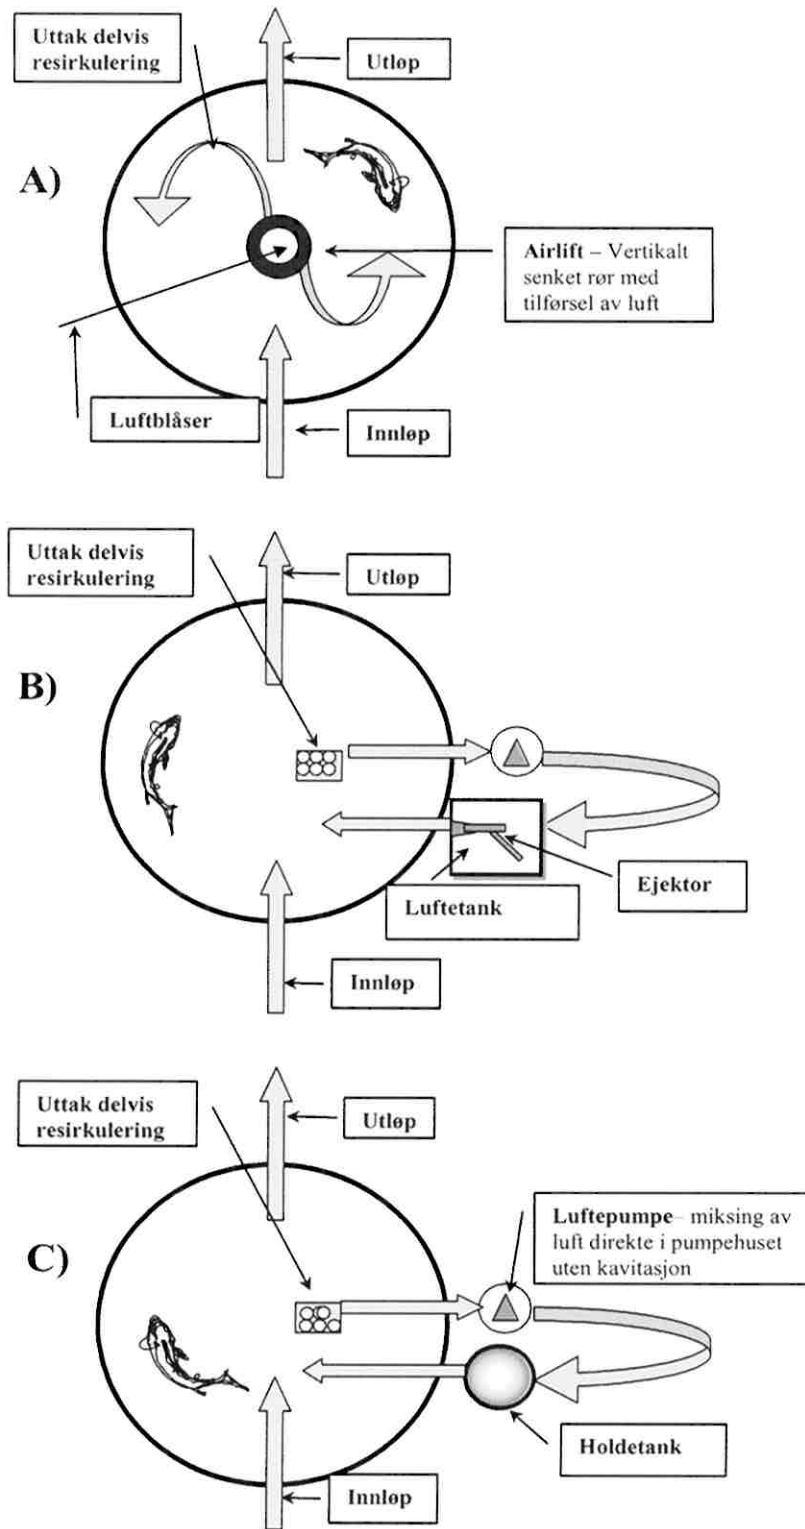 Uttak delvis
resirkulering
Utløp
A)
Airlift – Vertikalt
senket rør med
tilførsel av luft
Luftblåser
Innløp
Uttak delvis
resirkulering
Utløp
B)
Ejektor
Luftetank
Innløp
Uttak delvis
resirkulering
Utløp
Luftepumpe – miksing av
luft direkte i pumpehuset
uten kavitasjon
C)
Holdetank
Innløp